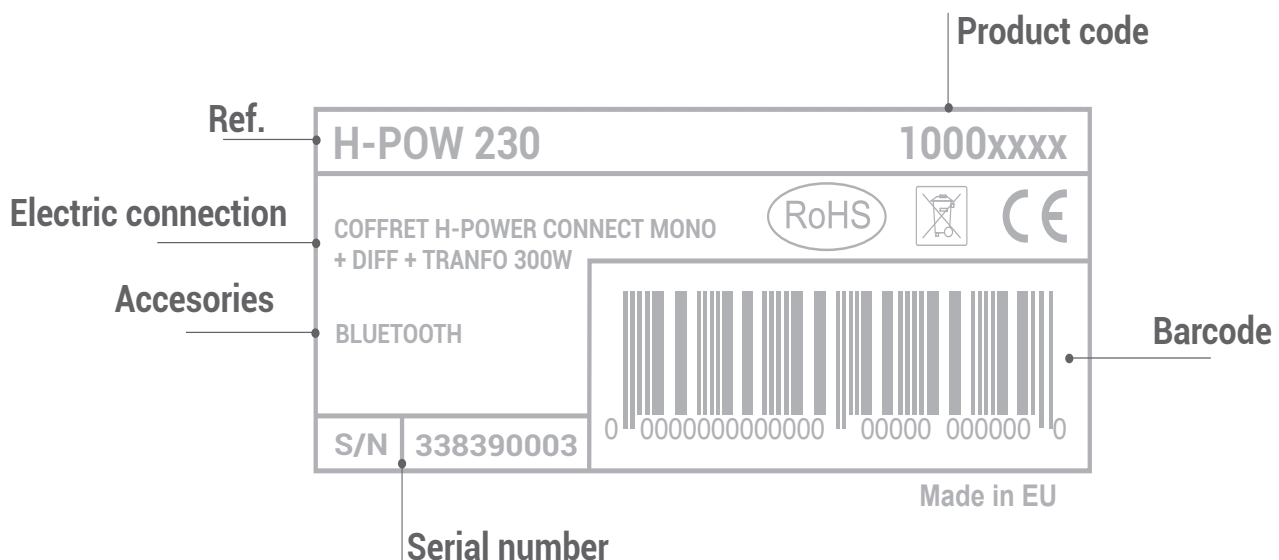 Product code
Ref.
H-POW 230
1000xxxx
Electric connection
COFFRET H-POWER CONNECT MONO
+ DIFF + TRANFO 300W
RoHS
CE
Accesories
BLUETOOTH
Barcode
S/N
338390003
0 0000000000000 00000 000000 0
Made in EU
Serial number